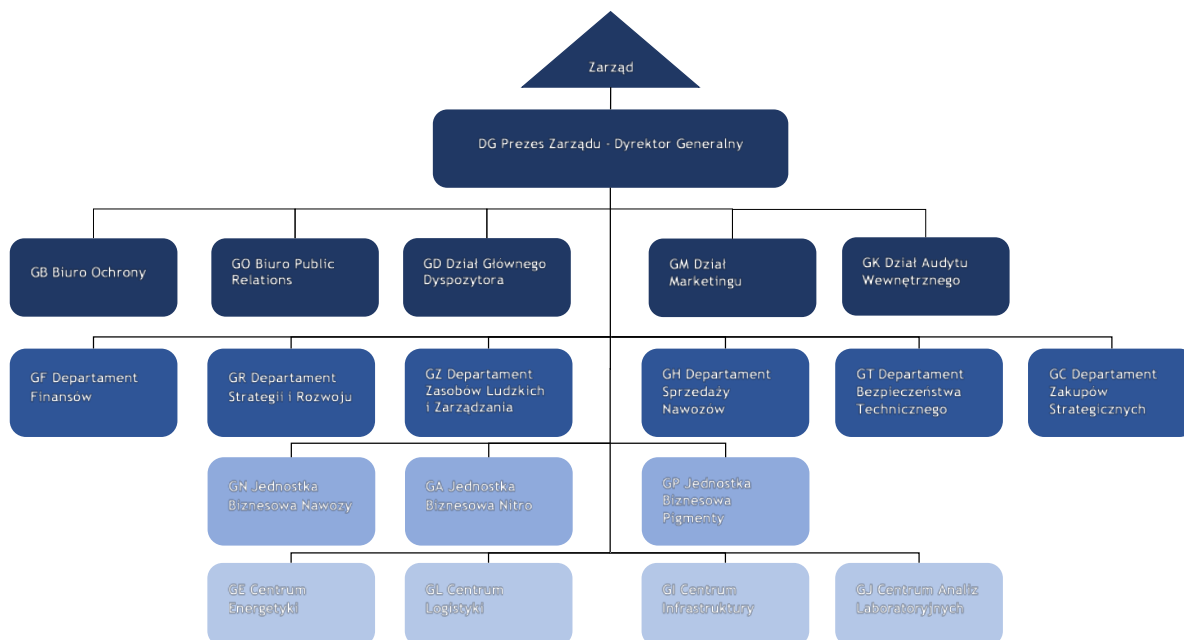 Zarząd
DG Prezes Zarządu - Dyrektor Generalny
GB Biuro Ochrony
GO Biuro Public
Relations
GD Dział Głównego
Dyspozytora
GM Dział
Marketingu
GK Dział Audytu
Wewnętrznego
GF Departament
Finansów
GR Departament
Strategii i Rozwoju
GZ Departament
Zasobów Ludzkich
i Zarządzania
GH Departament
Sprzedaży
Nawozów
GT Departament
Bezpieczeństwa
Technicznego
GC Departament
Zakupów
Strategicznych
GN Jednostka
Biznesowa Nawozy
GA Jednostka
Biznesowa Nitro
GP Jednostka
Biznesowa
Pigmenty
GE Centrum
Energetyki
GL Centrum
Logistyki
GI Centrum
Infrastruktury
GJ Centrum Analiz
Laboratoryjnych